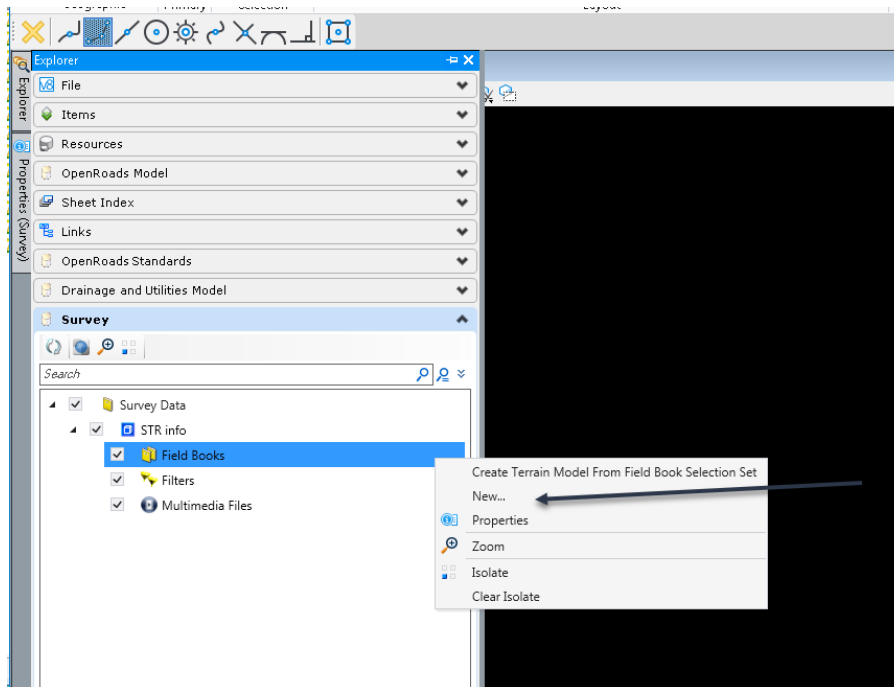 Explorer
File
Items
Resources
OpenRoads Model
Sheet Index
Links
OpenRoads Standards
Drainage and Utilities Model
Survey
Search
Survey Data
STR info
Field Books
Filters
Multimedia Files
Create Terrain Model From Field Book Selection Set
New...
Properties
Zoom
Isolate
Clear Isolate
Explorer
Properties (Survey)